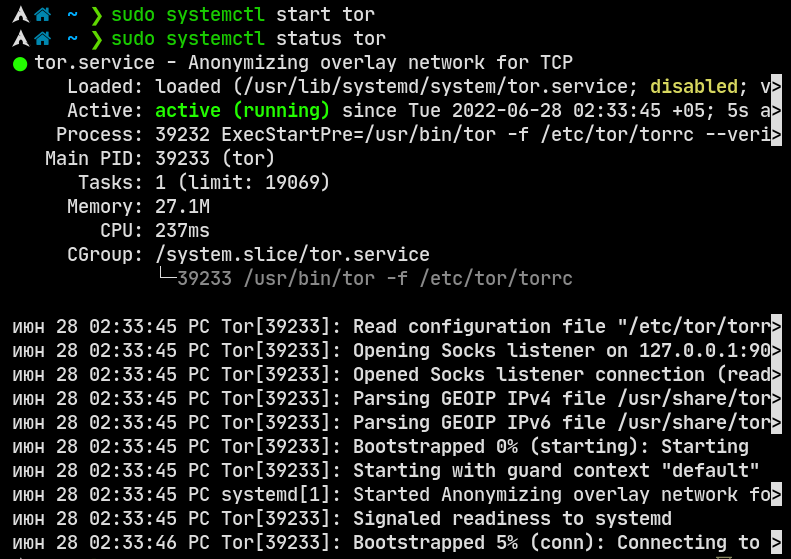 ~ ❯ sudo systemctl start tor
~ ❯ sudo systemctl status tor
● tor.service - Anonymizing overlay network for TCP
Loaded: loaded (/usr/lib/systemd/system/tor.service; disabled; v>
Active: active (running) since Tue 2022-06-28 02:33:45 +05; 5s a>
Process: 39232 ExecStartPre=/usr/bin/tor -f /etc/tor/torrc --veri>
Main PID: 39233 (tor)
Tasks: 1 (limit: 19069)
Memory: 27.1M
CPU: 237ms
CGroup: /system.slice/tor.service
└─39233 /usr/bin/tor -f /etc/tor/torrc
июн 28 02:33:45 PC Tor[39233]: Read configuration file "/etc/tor/torr>
июн 28 02:33:45 PC Tor[39233]: Opening Socks listener on 127.0.0.1:90>
июн 28 02:33:45 PC Tor[39233]: Opened Socks listener connection (read>
июн 28 02:33:45 PC Tor[39233]: Parsing GEOIP IPv4 file /usr/share/tor>
июн 28 02:33:45 PC Tor[39233]: Parsing GEOIP IPv6 file /usr/share/tor>
июн 28 02:33:45 PC Tor[39233]: Bootstrapped 0% (starting): Starting
июн 28 02:33:45 PC Tor[39233]: Starting with guard context "default"
июн 28 02:33:45 PC systemd[1]: Started Anonymizing overlay network fo>
июн 28 02:33:45 PC Tor[39233]: Signaled readiness to systemd
июн 28 02:33:46 PC Tor[39233]: Bootstrapped 5% (conn): Connecting to >